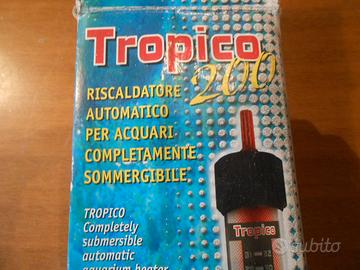 Tropico
200
RISCALDATORE
AUTOMATICO
PER ACQUARI
COMPLETAMENTE
SOMMERGIBILE
TROPICO
Completely
submersible
automatic
aquarium heater
Tropico
subito